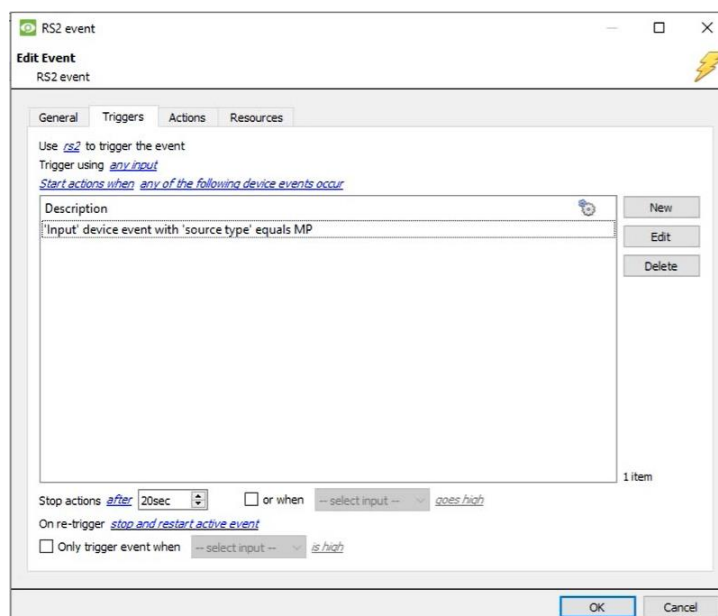 RS2 event
Edit Event
RS2 event
General Triggers Actions Resources
Use rs2 to trigger the event
Trigger using any input
Start actions when any of the following device events occur
Description
New
'Input' device event with 'source type' equals MP
Edit
Delete
1 item
Stop actions after 20sec or when -- select input -- goes high
On re-trigger stop and restart active event
Only trigger event when -- select input -- is high
OK Cancel